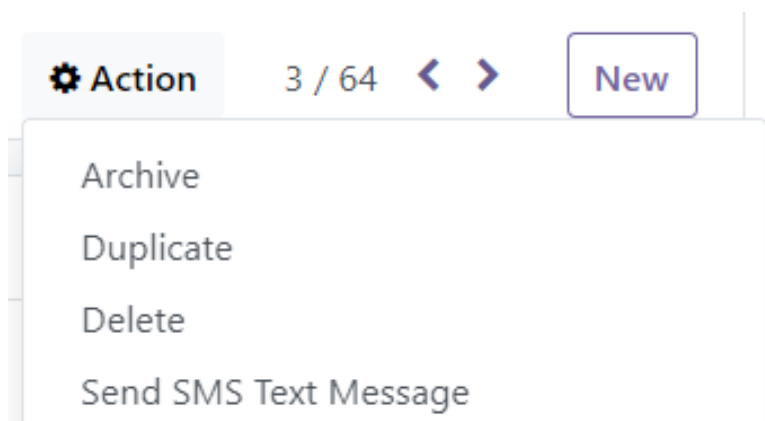 Action 3 / 64 New
Archive
Duplicate
Delete
Send SMS Text Message